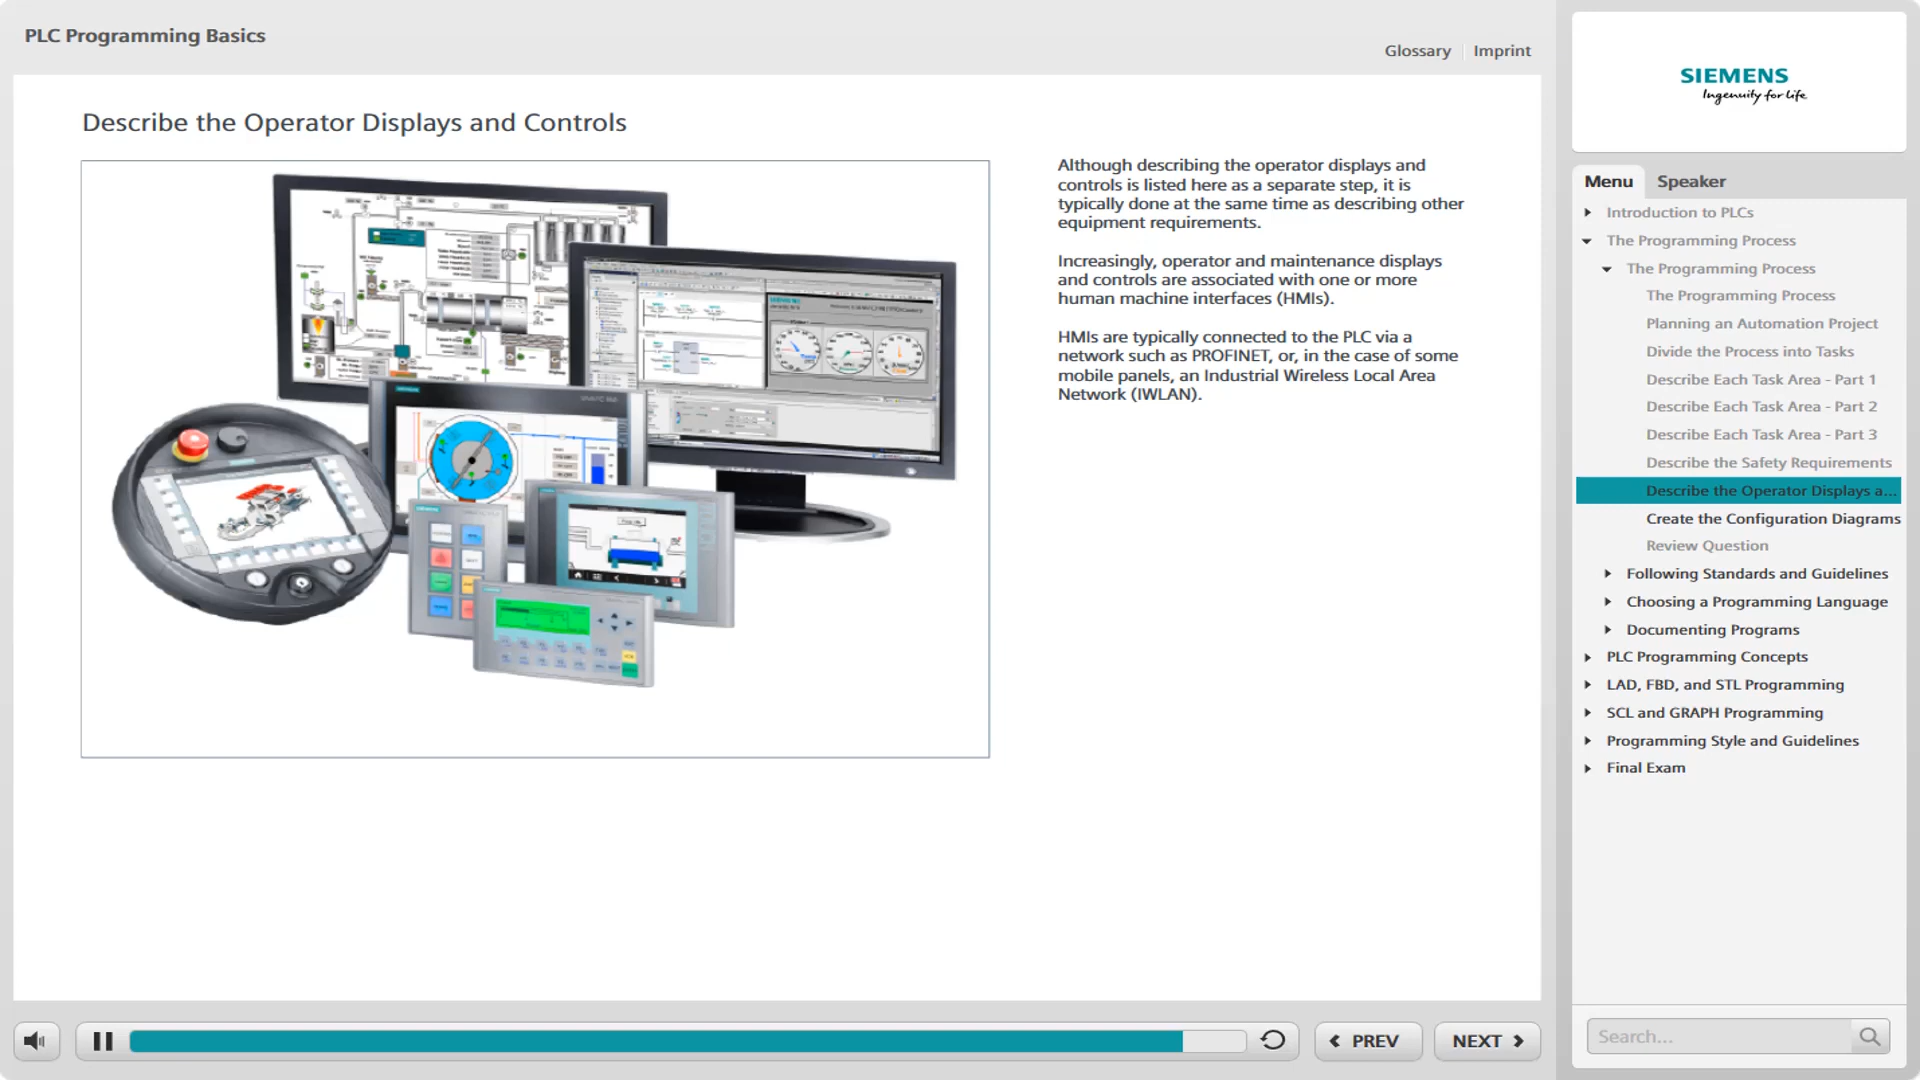 PLC Programming Basics
Glossary
Imprint
Describe the Operator Displays and Controls
Although describing the operator displays and
controls is listed here as a separate step, it is
typically done at the same time as describing other
equipment requirements.
Increasingly, operator and maintenance displays
and controls are associated with one or more
human machine interfaces (HMIs).
HMIs are typically connected to the PLC via a
network such as PROFINET, or, in the case of some
mobile panels, an Industrial Wireless Local Area
Network (IWLAN).
SIEMENS
Ingenuity for life
Menu
Speaker
Introduction to PLCs
The Programming Process
The Programming Process
The Programming Process
Planning an Automation Project
Divide the Process into Tasks
Describe Each Task Area - Part 1
Describe Each Task Area - Part 2
Describe Each Task Area - Part 3
Describe the Safety Requirements
Describe the Operator Displays a...
Create the Configuration Diagrams
Review Question
Following Standards and Guidelines
Choosing a Programming Language
Documenting Programs
PLC Programming Concepts
LAD, FBD, and STL Programming
SCL and GRAPH Programming
Programming Style and Guidelines
Final Exam
Search...
PREV
NEXT